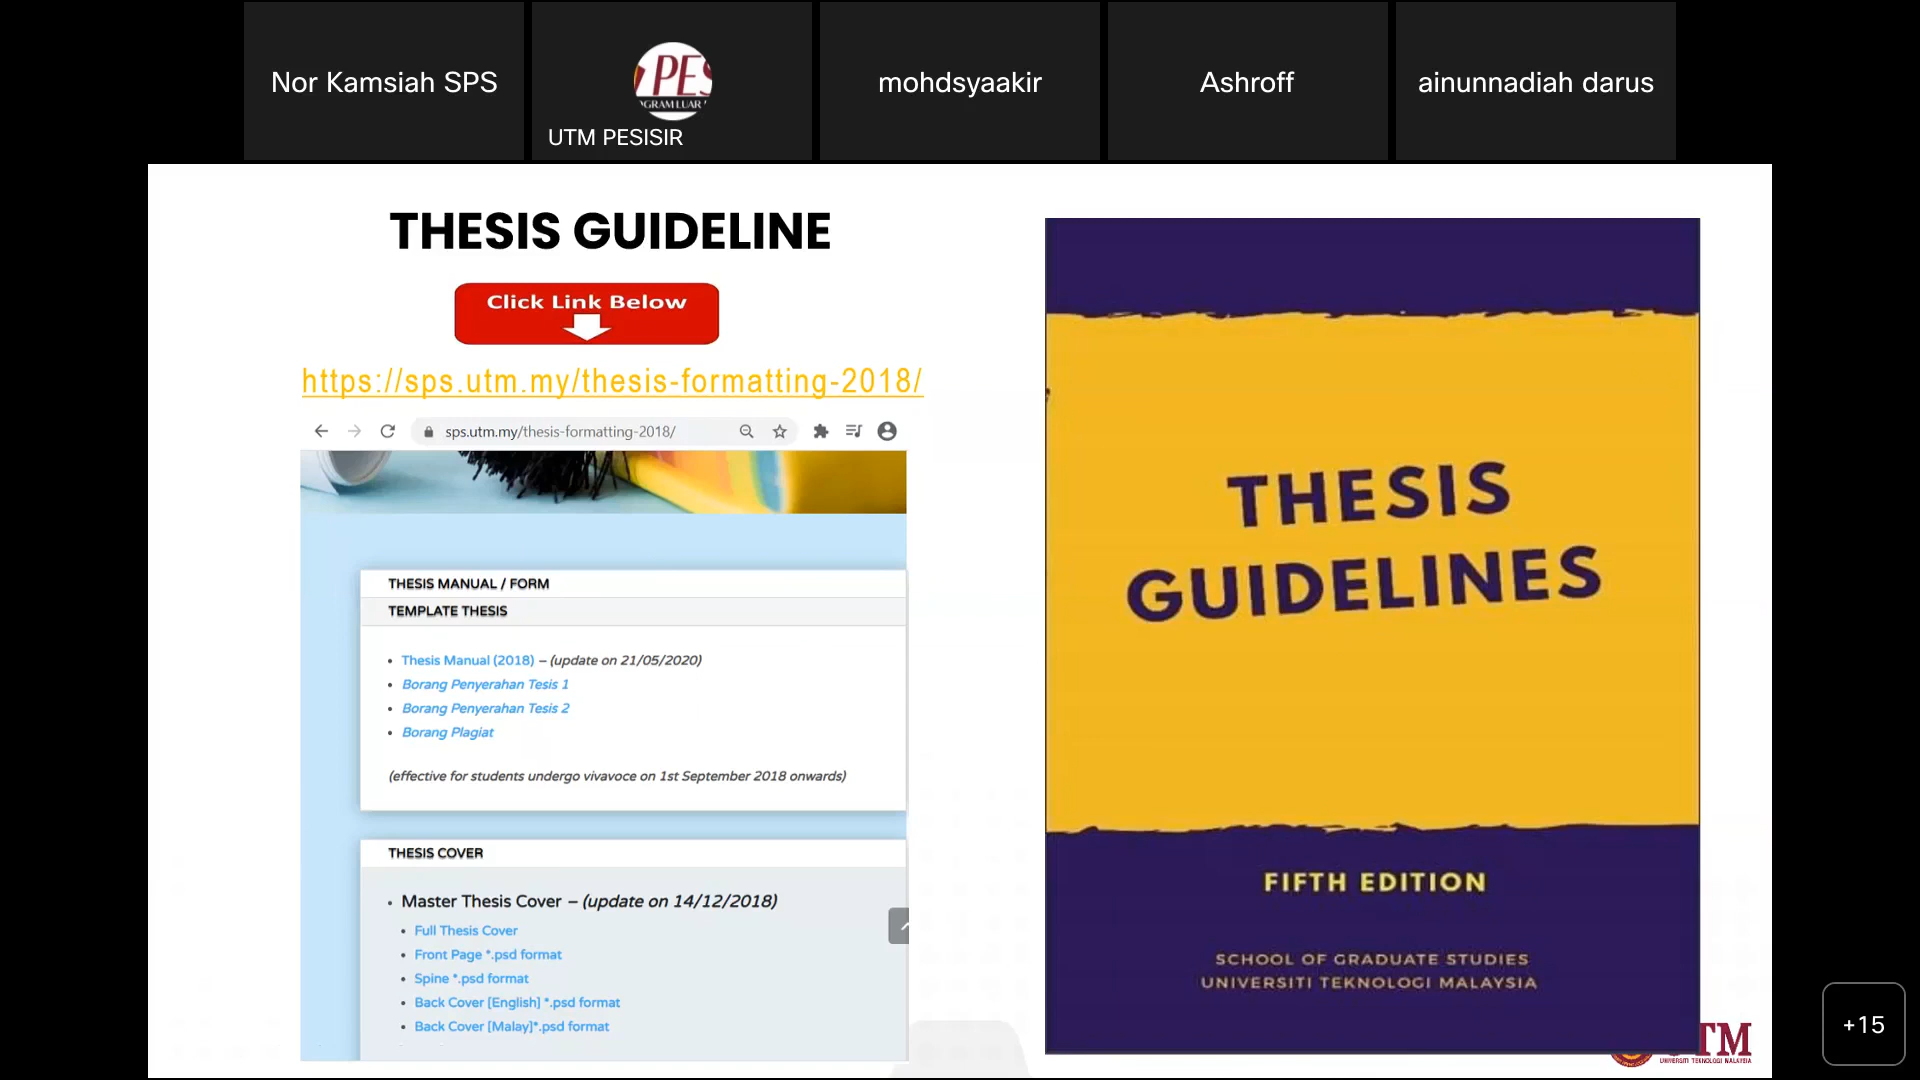 Nor Kamsiah SPS
UTM PESISIR
mohdsyaakir
Ashroff
ainunnadiah darus
THESIS GUIDELINE
Click Link Below
https://sps.utm.my/thesis-formatting-2018/
sps.utm.my/thesis-formatting-2018/
THESIS MANUAL / FORM
TEMPLATE THESIS
• Thesis Manual (2018) – (update on 21/05/2020)
• Borang Penyerahan Tesis 1
• Borang Penyerahan Tesis 2
• Borang Plagiat
(effective for students undergo vivavoce on 1st September 2018 onwards)
THESIS COVER
• Master Thesis Cover – (update on 14/12/2018)
• Full Thesis Cover
• Front Page *.psd format
• Spine *.psd format
• Back Cover [English] *.psd format
• Back Cover [Malay]*.psd format
THESIS
GUIDELINES
FIFTH EDITION
SCHOOL OF GRADUATE STUDIES
UNIVERSITI TEKNOLOGI MALAYSIA
TM
UNIVERSITI TEKNOLOGI MALAYSIA
+15